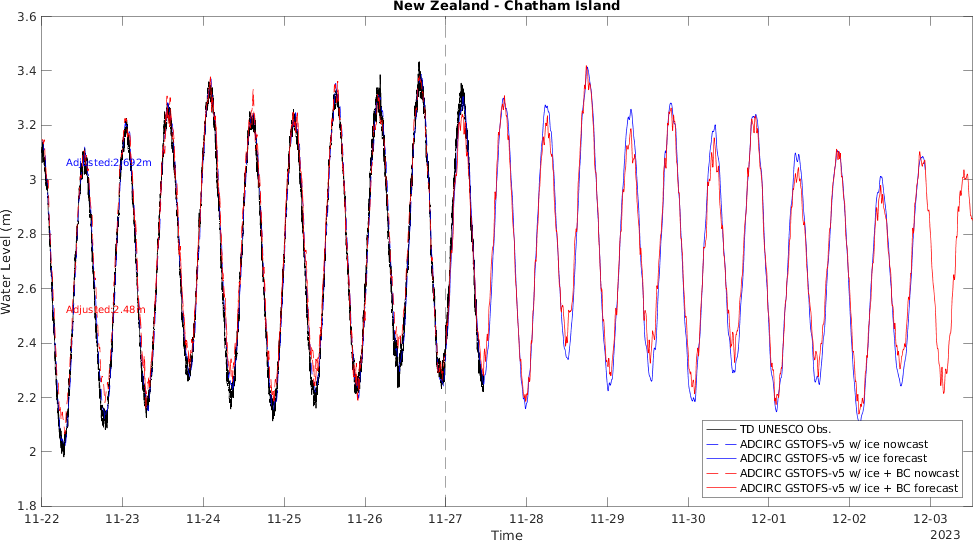 New Zealand - Chatham Island
3.6
3.4
3.2
3
2.8
2.6
2.4
2.2
2
1.8
Water Level (m)
Adjusted:2.692m
Adjusted:2.48m
TD UNESCO Obs.
ADCIRC GSTOFS-v5 w/ ice nowcast
ADCIRC GSTOFS-v5 w/ ice forecast
ADCIRC GSTOFS-v5 w/ ice + BC nowcast
ADCIRC GSTOFS-v5 w/ ice + BC forecast
11-22 11-23 11-24 11-25 11-26 11-27 11-28 11-29 11-30 12-01 12-02 12-03
Time
2023